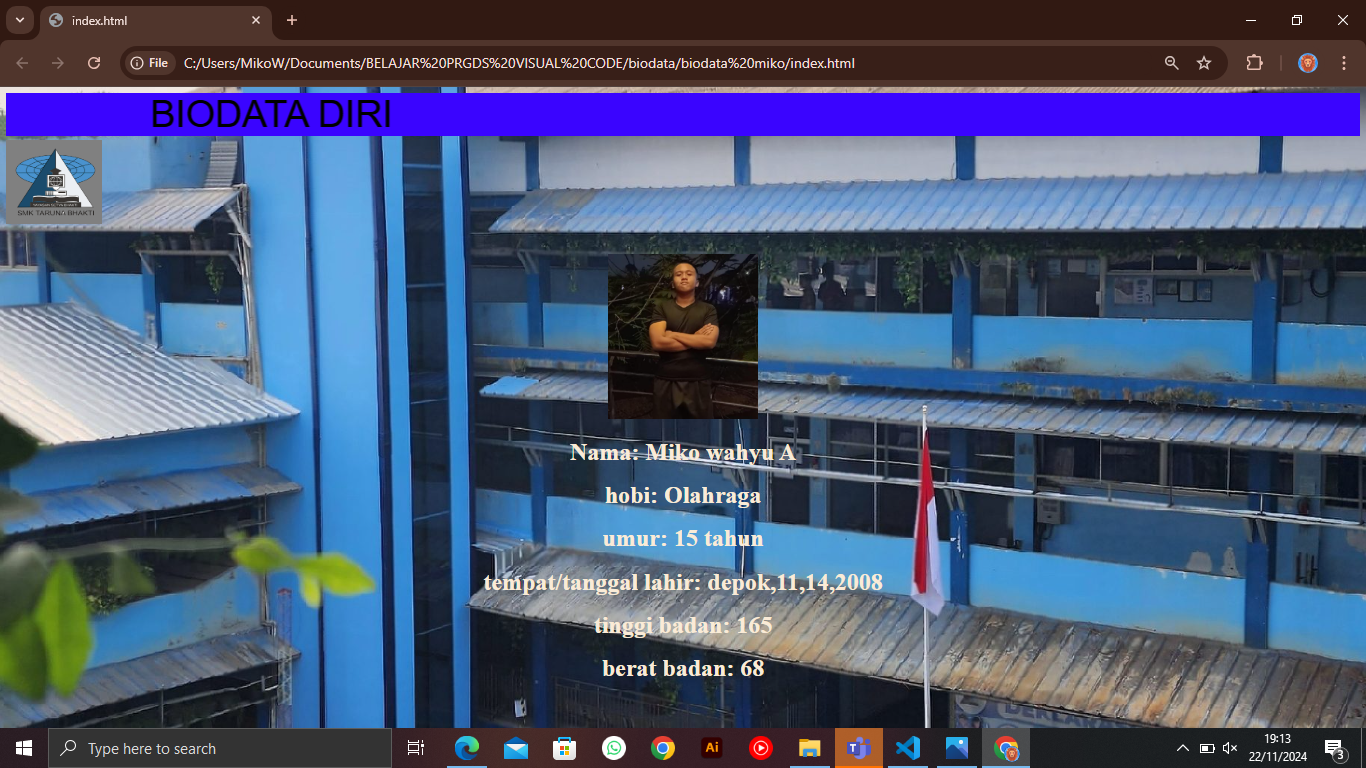 index.html
File
C:/Users/MikoW/Documents/BELAJAR%20PRGDS%20VISUAL%20CODE/biodata/biodata%20miko/index.html
BIODATA DIRI
SMK TARUNA BHAKTI
Nama: Miko wahyu A
hobi: Olahraga
umur: 15 tahun
tempat/tanggal lahir: depok,11,14,2008
tinggi badan: 165
berat badan: 68
Type here to search
Ai
19:13
22/11/2024
3